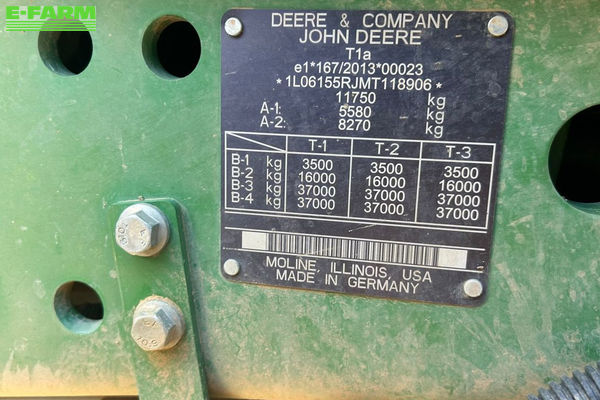 E-FARM
DEERE & COMPANY
JOHN DEERE
T1a
e1*167/2013*00023
*1L06155RJMT118906*
11750 kg
A-1: 5580 kg
A-2: 8270 kg
T-1 T-2 T-3
B-1 kg 3500 3500 3500
B-2 kg 16000 16000 16000
B-3 kg 37000 37000 37000
B-4 kg 37000 37000 37000
MOLINE, ILLINOIS, USA
MADE IN GERMANY